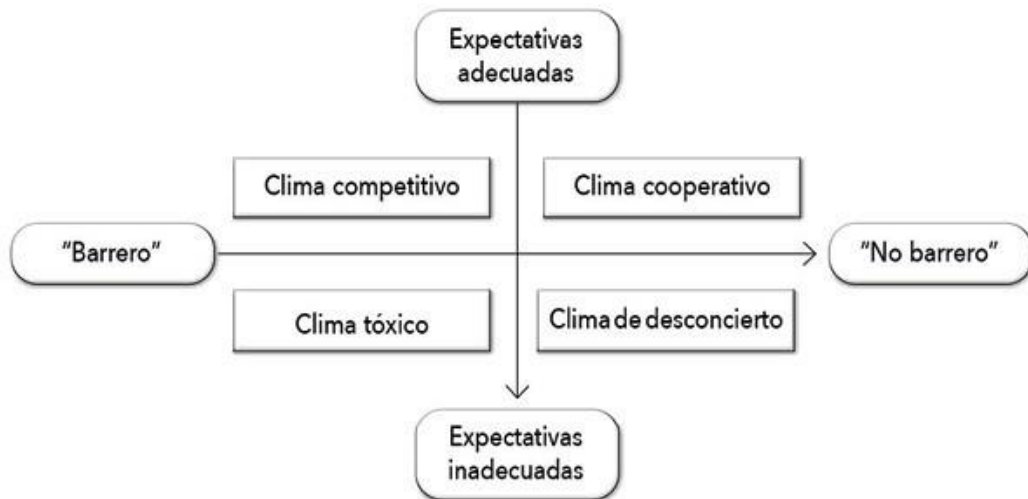 Expectativas
adecuadas
Clima competitivo
Clima cooperativo
"Barrero"
"No barrero"
Clima tóxico
Clima de desconcierto
Expectativas
inadecuadas